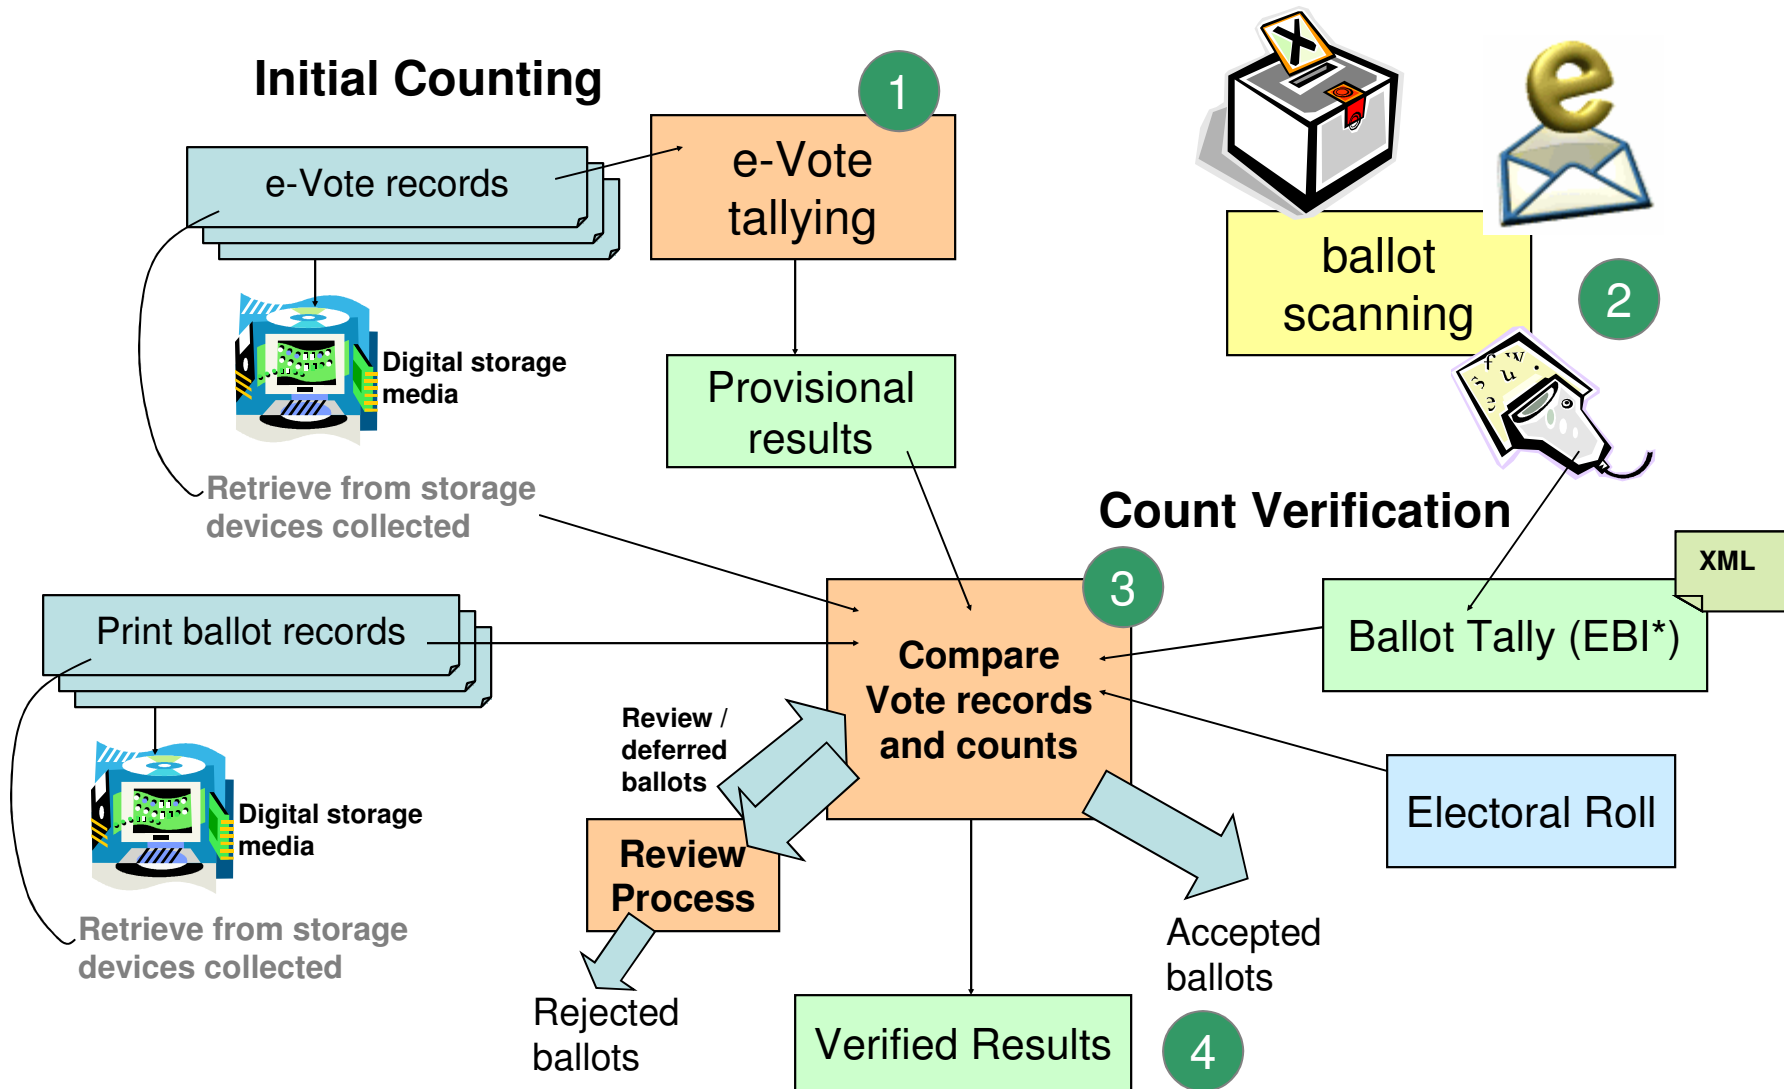 Initial Counting
1
e-Vote records
e-Vote
tallying
ballot
scanning
2
Digital storage
media
Provisional
results
Retrieve from storage
devices collected
Count Verification
XML
3
Print ballot records
Compare
Vote records
and counts
Ballot Tally (EBI*)
Review /
deferred
ballots
Electoral Roll
Digital storage
media
Review
Process
Retrieve from storage
devices collected
Accepted
ballots
Rejected
ballots
Verified Results
4
X
e
f W .
s u
e